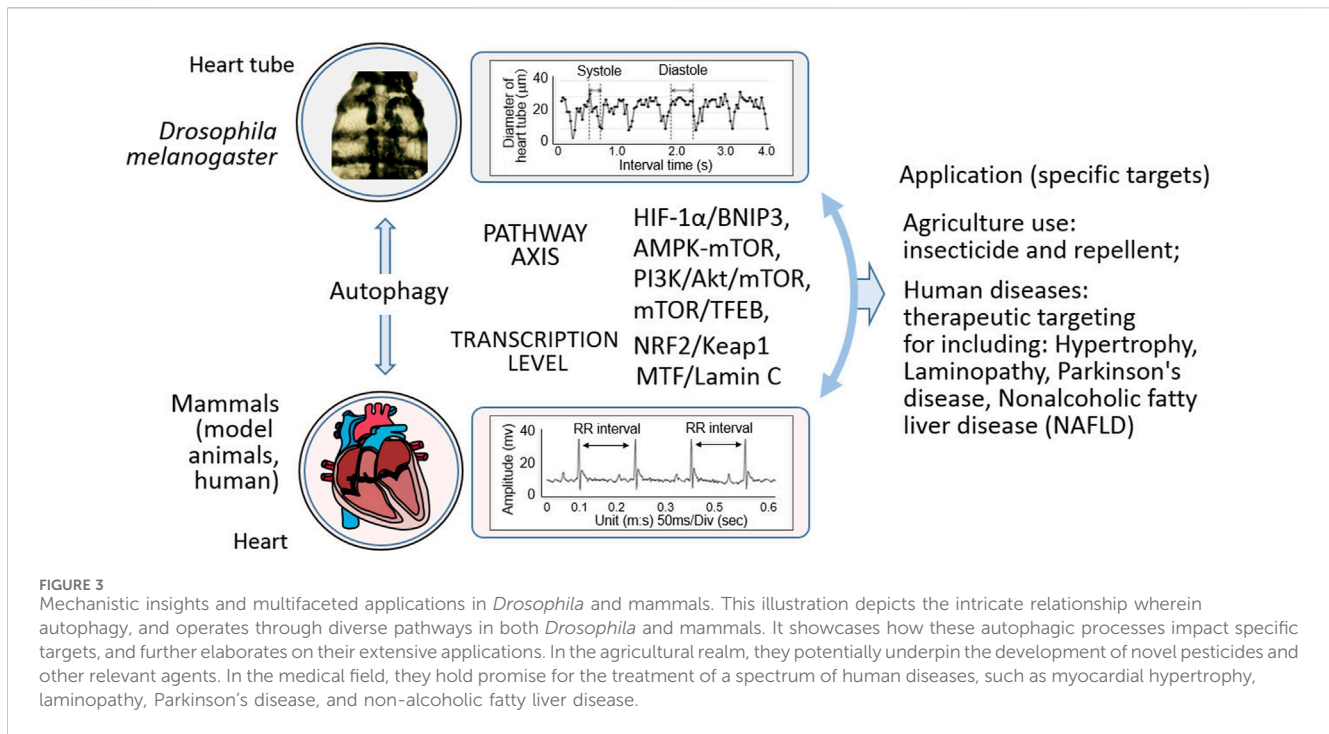 Heart tube
Drosophila
melanogaster
Systole
Diastole
Diameter of
heart tube (μm)
40
20
0
0
1.0
2.0
3.0
4.0
Interval time (s)
Autophagy
PATHWAY
AXIS
HIF-1α/BNIP3,
AMPK-mTOR,
PI3K/Akt/mTOR,
mTOR/TFEB,
TRANSCRIPTION
LEVEL
NRF2/Keap1
MTF/Lamin C
Application (specific targets)
Agriculture use:
insecticide and repellent;
Human diseases:
therapeutic targeting
for including: Hypertrophy,
Laminopathy, Parkinson's
disease, Nonalcoholic fatty
liver disease (NAFLD)
Mammals
(model
animals,
human)
Heart
RR interval
RR interval
Amplitude (mv)
40
20
0
0
0.1
0.2
0.3
0.2
0.5
0.6
Unit (m:s) 50ms/Div (sec)
FIGURE 3
Mechanistic insights and multifaceted applications in Drosophila and mammals. This illustration depicts the intricate relationship wherein
autophagy, and operates through diverse pathways in both Drosophila and mammals. It showcases how these autophagic processes impact specific
targets, and further elaborates on their extensive applications. In the agricultural realm, they potentially underpin the development of novel pesticides and
other relevant agents. In the medical field, they hold promise for the treatment of a spectrum of human diseases, such as myocardial hypertrophy,
laminopathy, Parkinson's disease, and non-alcoholic fatty liver disease.